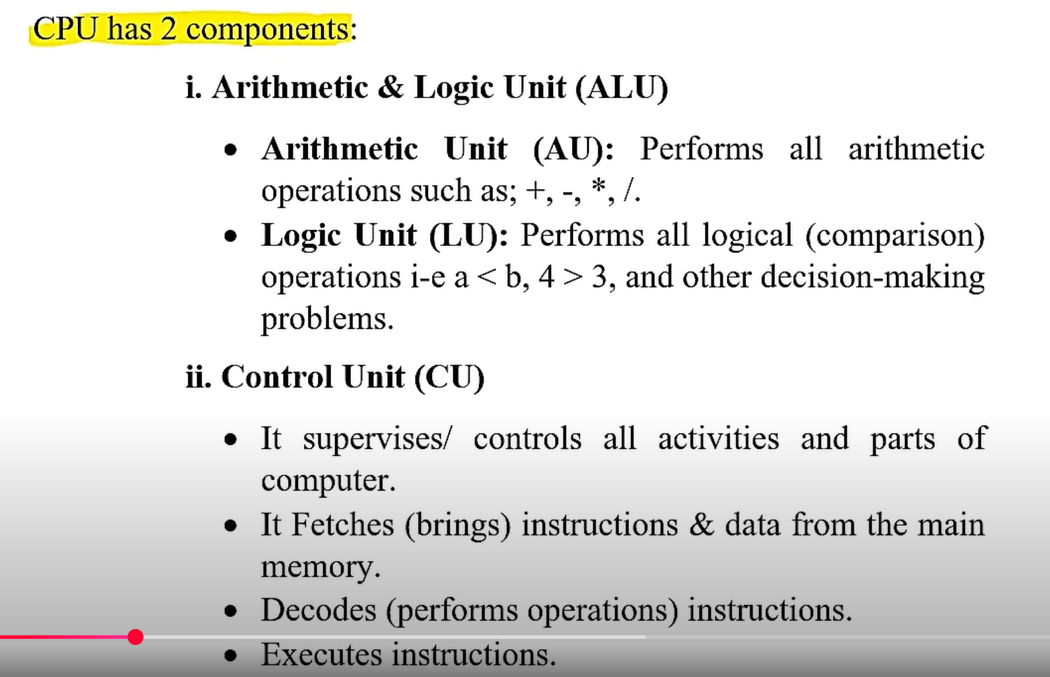 CPU has 2 components:
i. Arithmetic & Logic Unit (ALU)
• Arithmetic Unit (AU): Performs all arithmetic
operations such as; +, -, *, /.
• Logic Unit (LU): Performs all logical (comparison)
operations i-e a < b, 4 > 3, and other decision-making
problems.
ii. Control Unit (CU)
• It supervises/ controls all activities and parts of
computer.
• It Fetches (brings) instructions & data from the main
memory.
• Decodes (performs operations) instructions.
• Executes instructions.